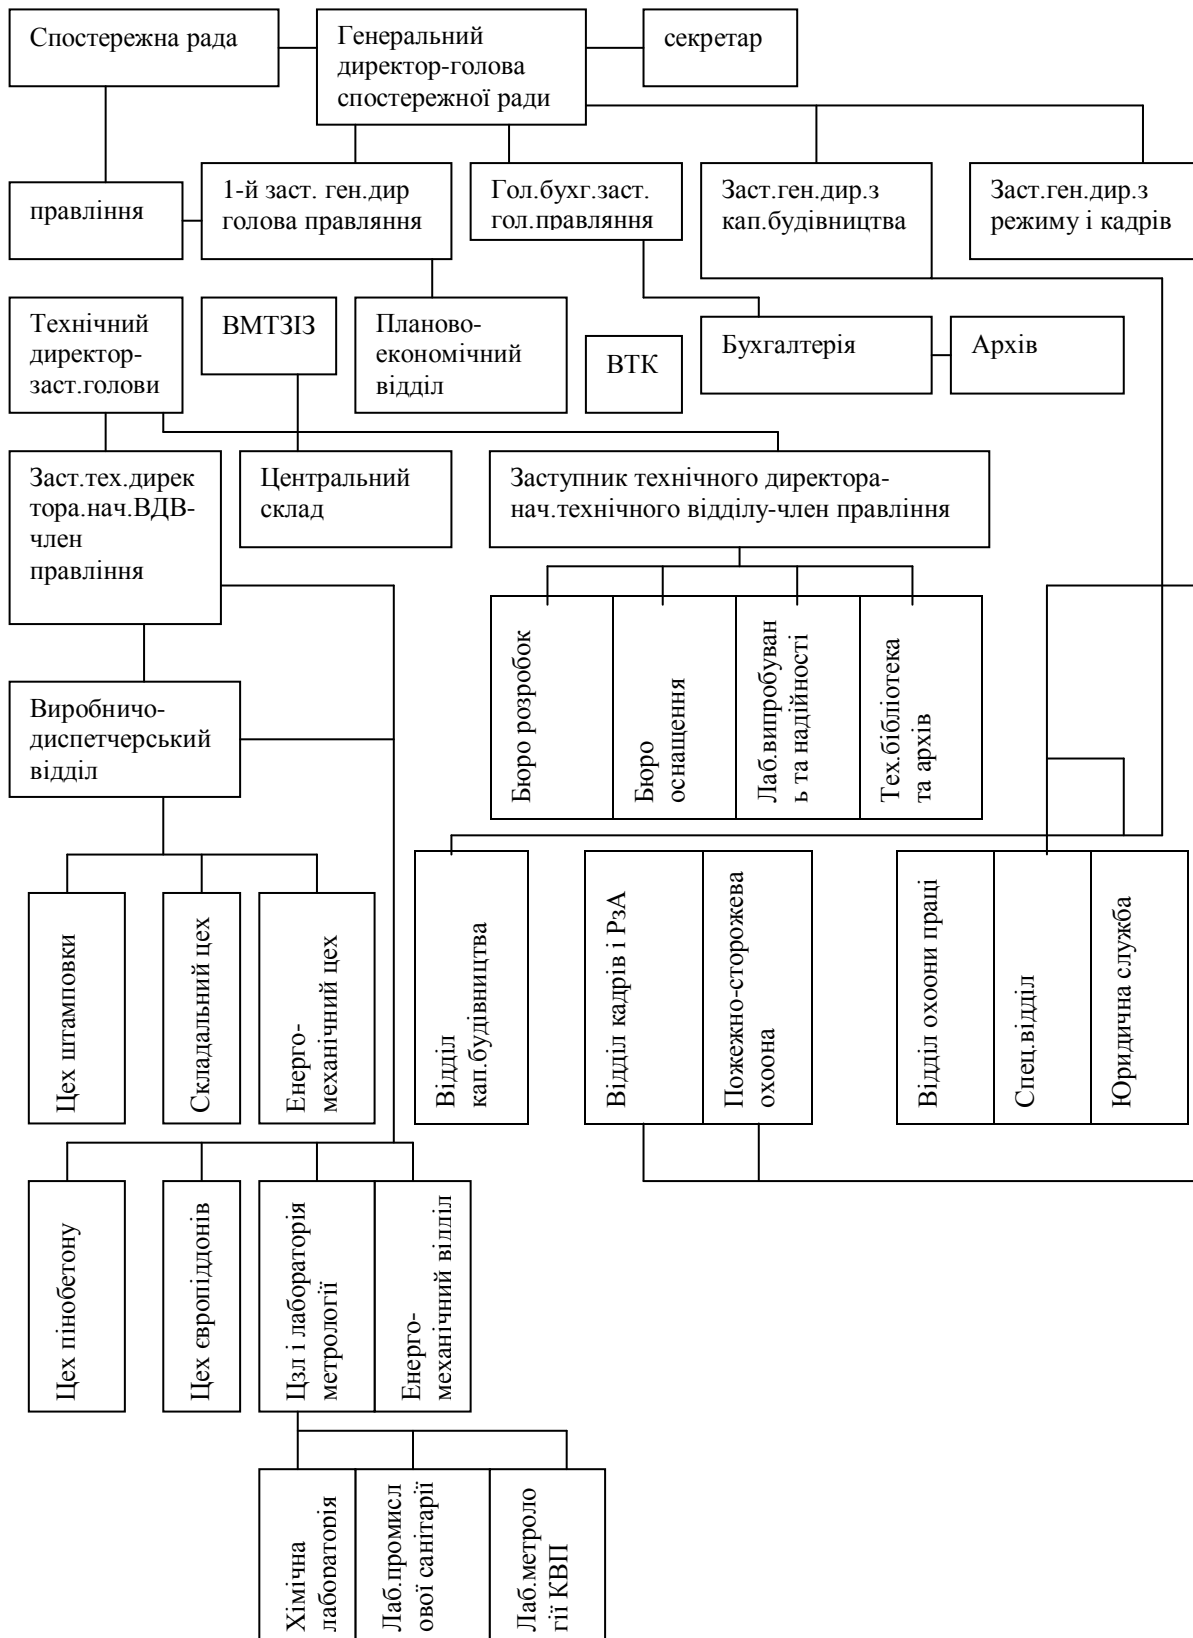 Спостережна рада
Генеральний
директор-голова
спостережної ради
секретар
правління
1-й заст. ген.дир
голова правляння
Гол.бухг.заст.
гол.правляння
Заст.ген.дир.з
кап.будівництва
Заст.ген.дир.з
режиму і кадрів
Технічний
директор-
заст.голови
ВМТЗІЗ
Планово-
економічний
відділ
ВТК
Бухгалтерія
Архів
Заст.тех.дирек
тора.нач.ВДВ-
член
правління
Центральний
склад
Заступник технічного директора-
нач.технічного відділу-член правління
Бюро розробок
Бюро
оснащення
Лаб.випробуван
ь та надійності
Тех.бібліотека
та архів
Виробничо-
диспетчерський
відділ
Цех штамповки
Складальний цех
Енерго-
механічний цех
Відділ
кап.будівництва
Відділ кадрів і РзА
Пожежно-сторожева
охоона
Відділ охоони праці
Спец.відділ
Юридична служба
Цех пінобетону
Цех європіддонів
Цзл і лабораторія
метрології
Енерго-
механічний відділ
Хімічна
лабораторія
Лаб.промисл
ової санітарії
Лаб.метроло
гії КВП